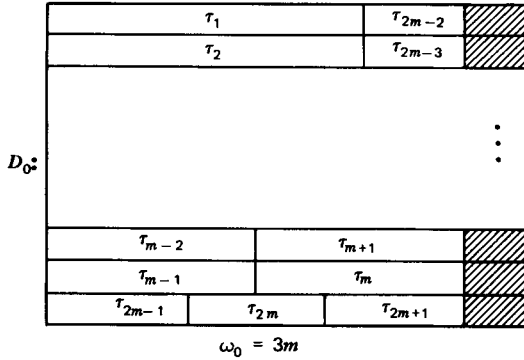 τ₁ τ₂ₘ₋₂
τ₂ τ₂ₘ₋₃
D₀:
τₘ₋₂ τₘ₊₁
τₘ₋₁ τₘ
τ₂ₘ₋₁ τ₂ₘ τ₂ₘ₊₁
ω₀ = 3m